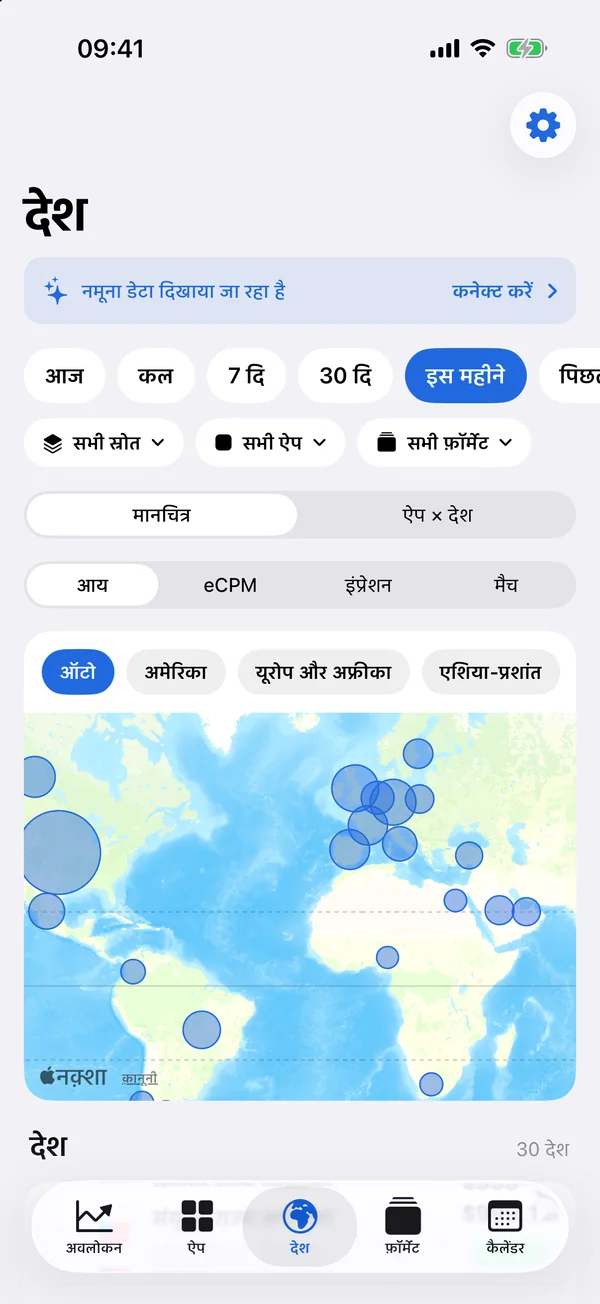 09:41
देश
नमूना डेटा दिखाया जा रहा है कनेक्ट करें
आज कल 7 दि 30 दि इस महीने
सभी स्रोत सभी ऐप सभी फ़ॉर्मेट
मानचित्र ऐप × देश
आय eCPM इंप्रेशन मैच
ऑटो अमेरिका यूरोप और अफ्रीका एशिया-प्रशांत
नक़्शा क़ानूनी
देश 30 देश
अवलोकन ऐप देश फ़ॉर्मेट कैलेंडर